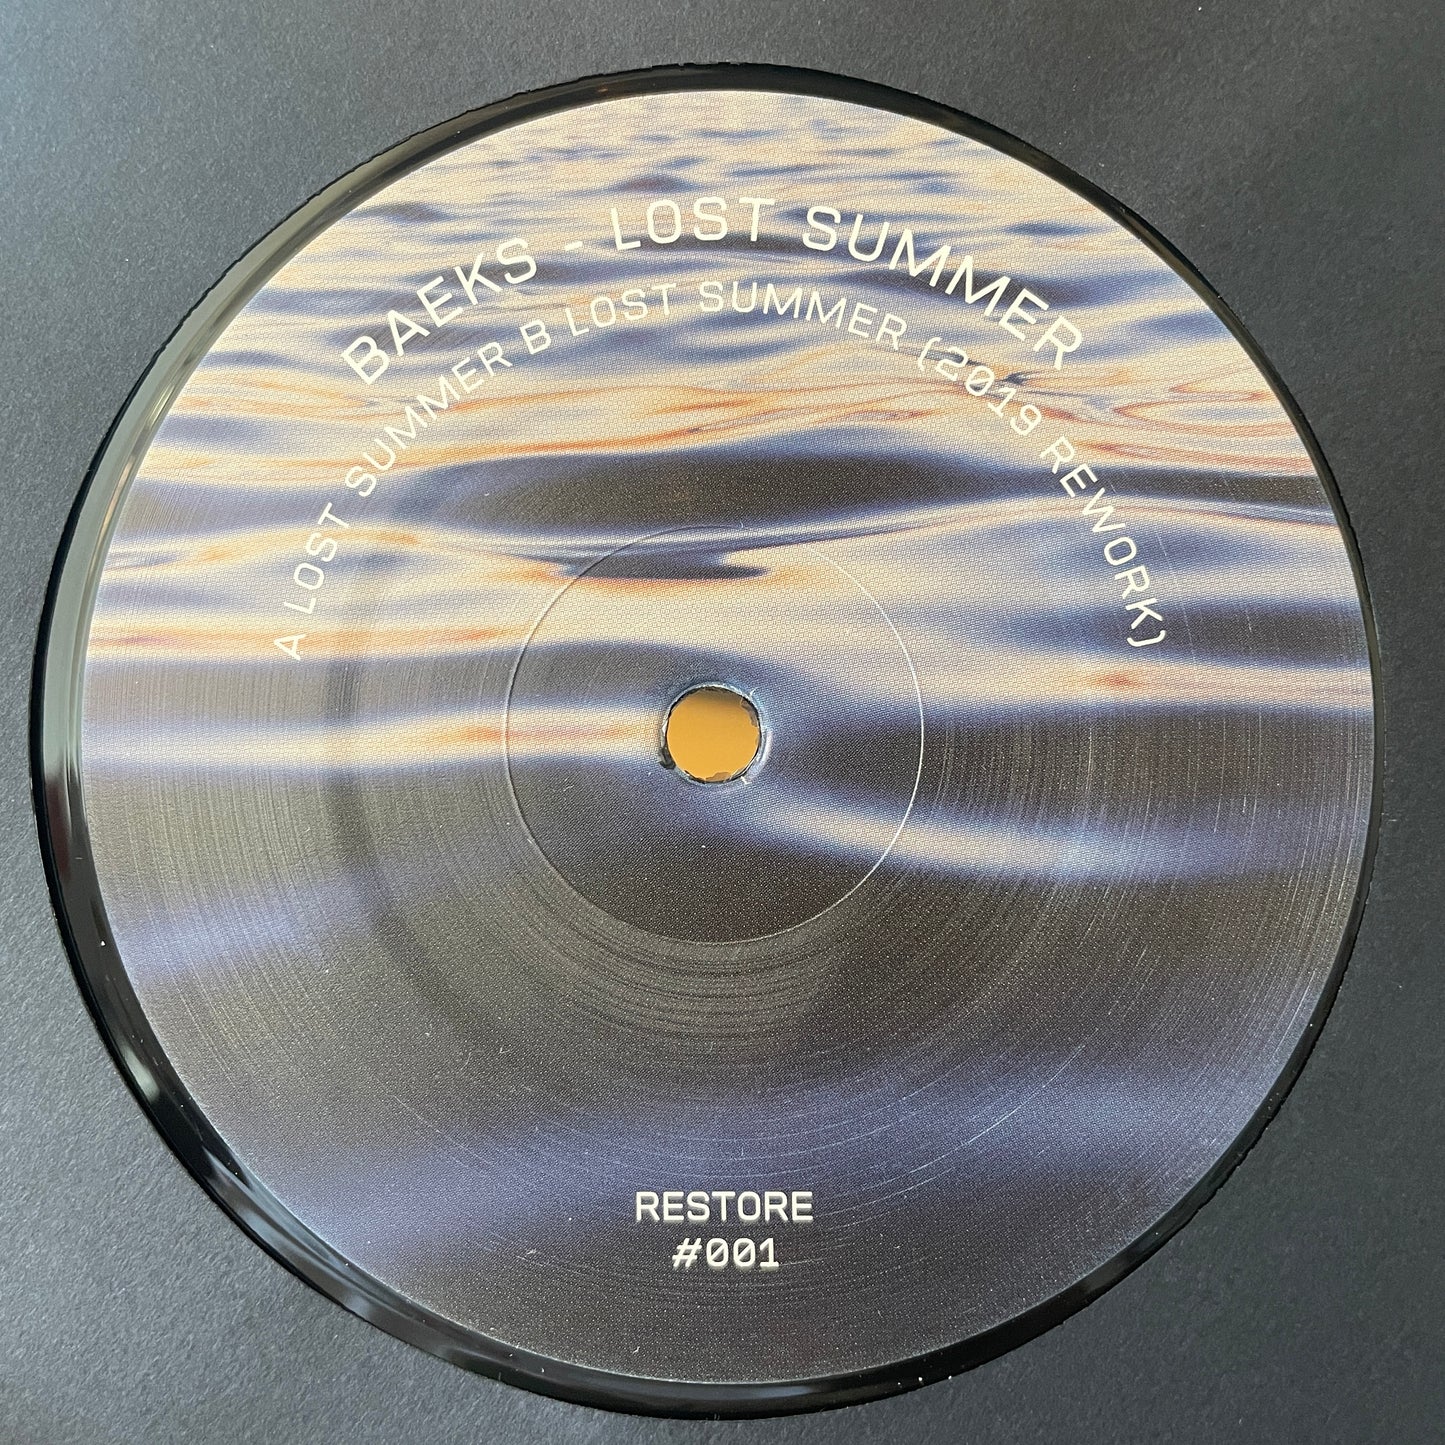 BAEKS - LOST SUMMER
A LOST SUMMER B LOST SUMMER (2019 REWORK)
RESTORE
#001